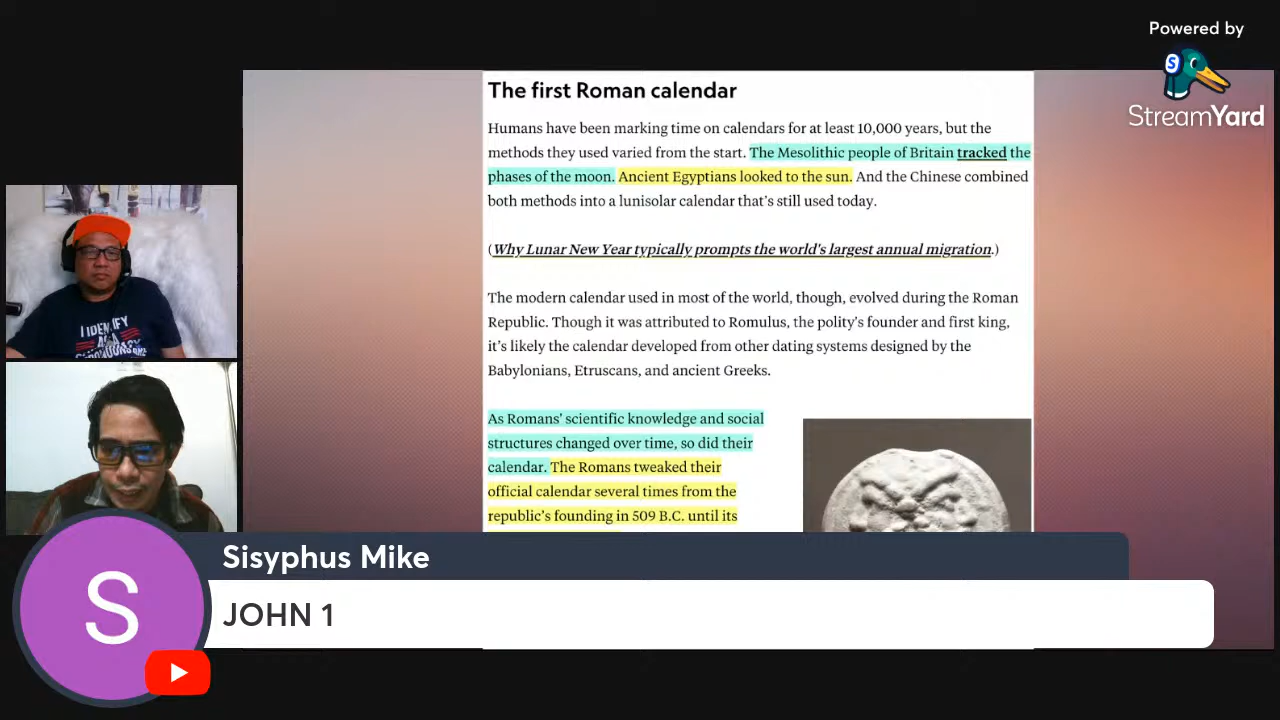 Powered by
StreamYard
The first Roman calendar
Humans have been marking time on calendars for at least 10,000 years, but the
methods they used varied from the start. The Mesolithic people of Britain tracked the
phases of the moon. Ancient Egyptians looked to the sun. And the Chinese combined
both methods into a lunisolar calendar that's still used today.
(Why Lunar New Year typically prompts the world's largest annual migration.)
The modern calendar used in most of the world, though, evolved during the Roman
Republic. Though it was attributed to Romulus, the polity's founder and first king,
it's likely the calendar developed from other dating systems designed by the
Babylonians, Etruscans, and ancient Greeks.
As Romans' scientific knowledge and social
structures changed over time, so did their
calendar. The Romans tweaked their
official calendar several times from the
republic's founding in 509 B.C. until its
I IDENTIFY
AS A
S
Sisyphus Mike
JOHN 1